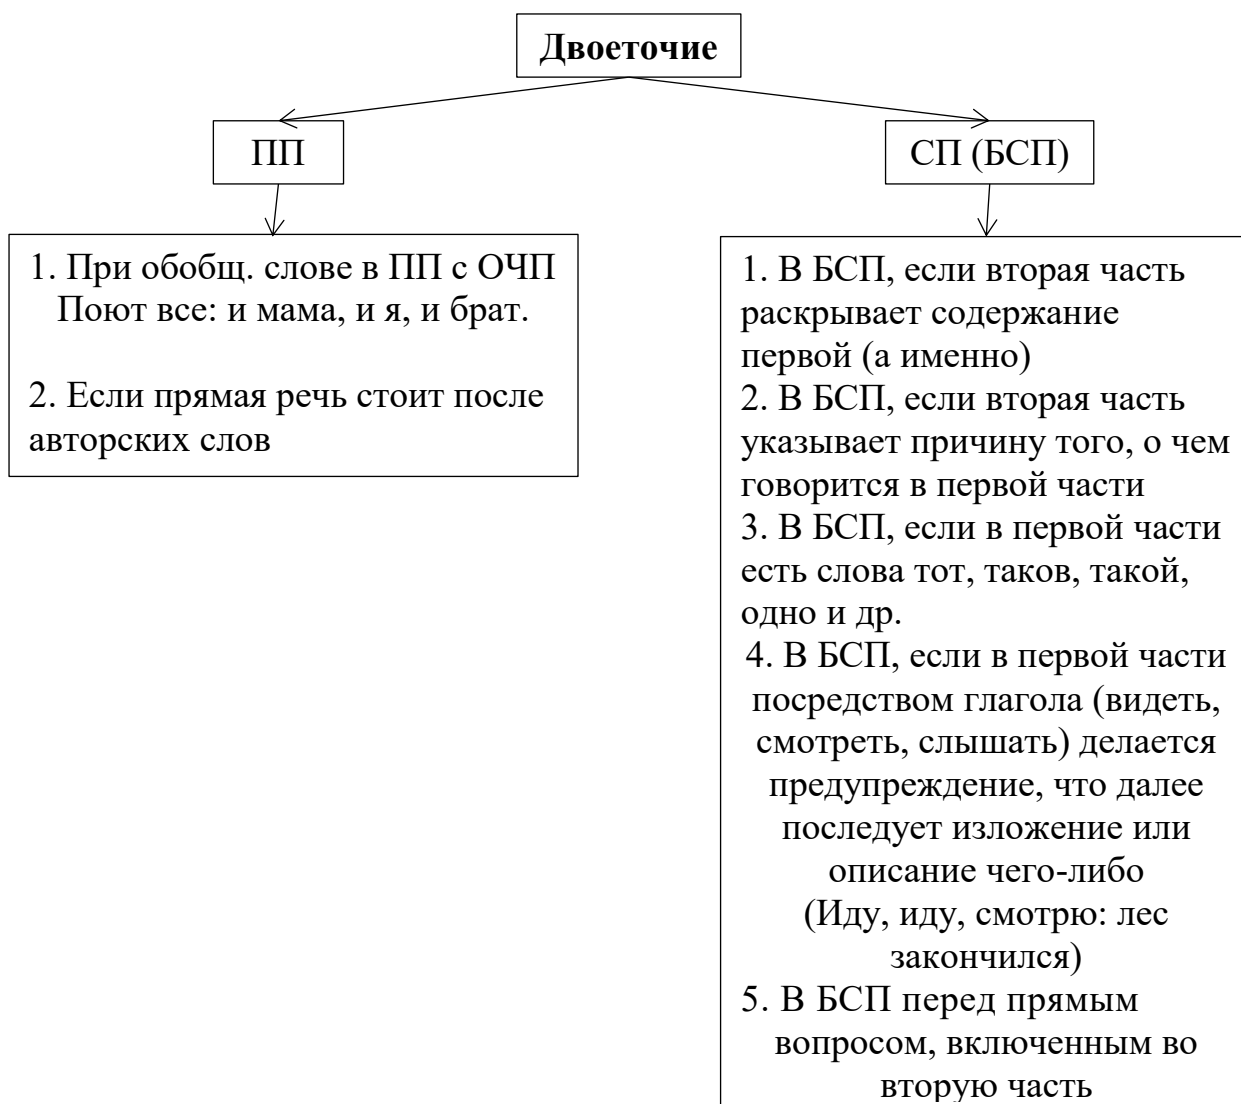 Двоеточие
ПП
СП (БСП)
1. При обобщ. слове в ПП с ОЧП
Поют все: и мама, и я, и брат.
2. Если прямая речь стоит после
авторских слов
1. В БСП, если вторая часть
раскрывает содержание
первой (а именно)
2. В БСП, если вторая часть
указывает причину того, о чем
говорится в первой части
3. В БСП, если в первой части
есть слова тот, таков, такой,
одно и др.
4. В БСП, если в первой части
посредством глагола (видеть,
смотреть, слышать) делается
предупреждение, что далее
последует изложение или
описание чего-либо
(Иду, иду, смотрю: лес
закончился)
5. В БСП перед прямым
вопросом, включенным во
вторую часть